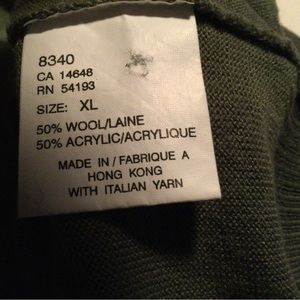 8340
CA 14648
RN 54193
SIZE: XL
50% WOOL/LAINE
50% ACRYLIC/ACRYLIQUE
MADE IN / FABRIQUE A
HONG KONG
WITH ITALIAN YARN